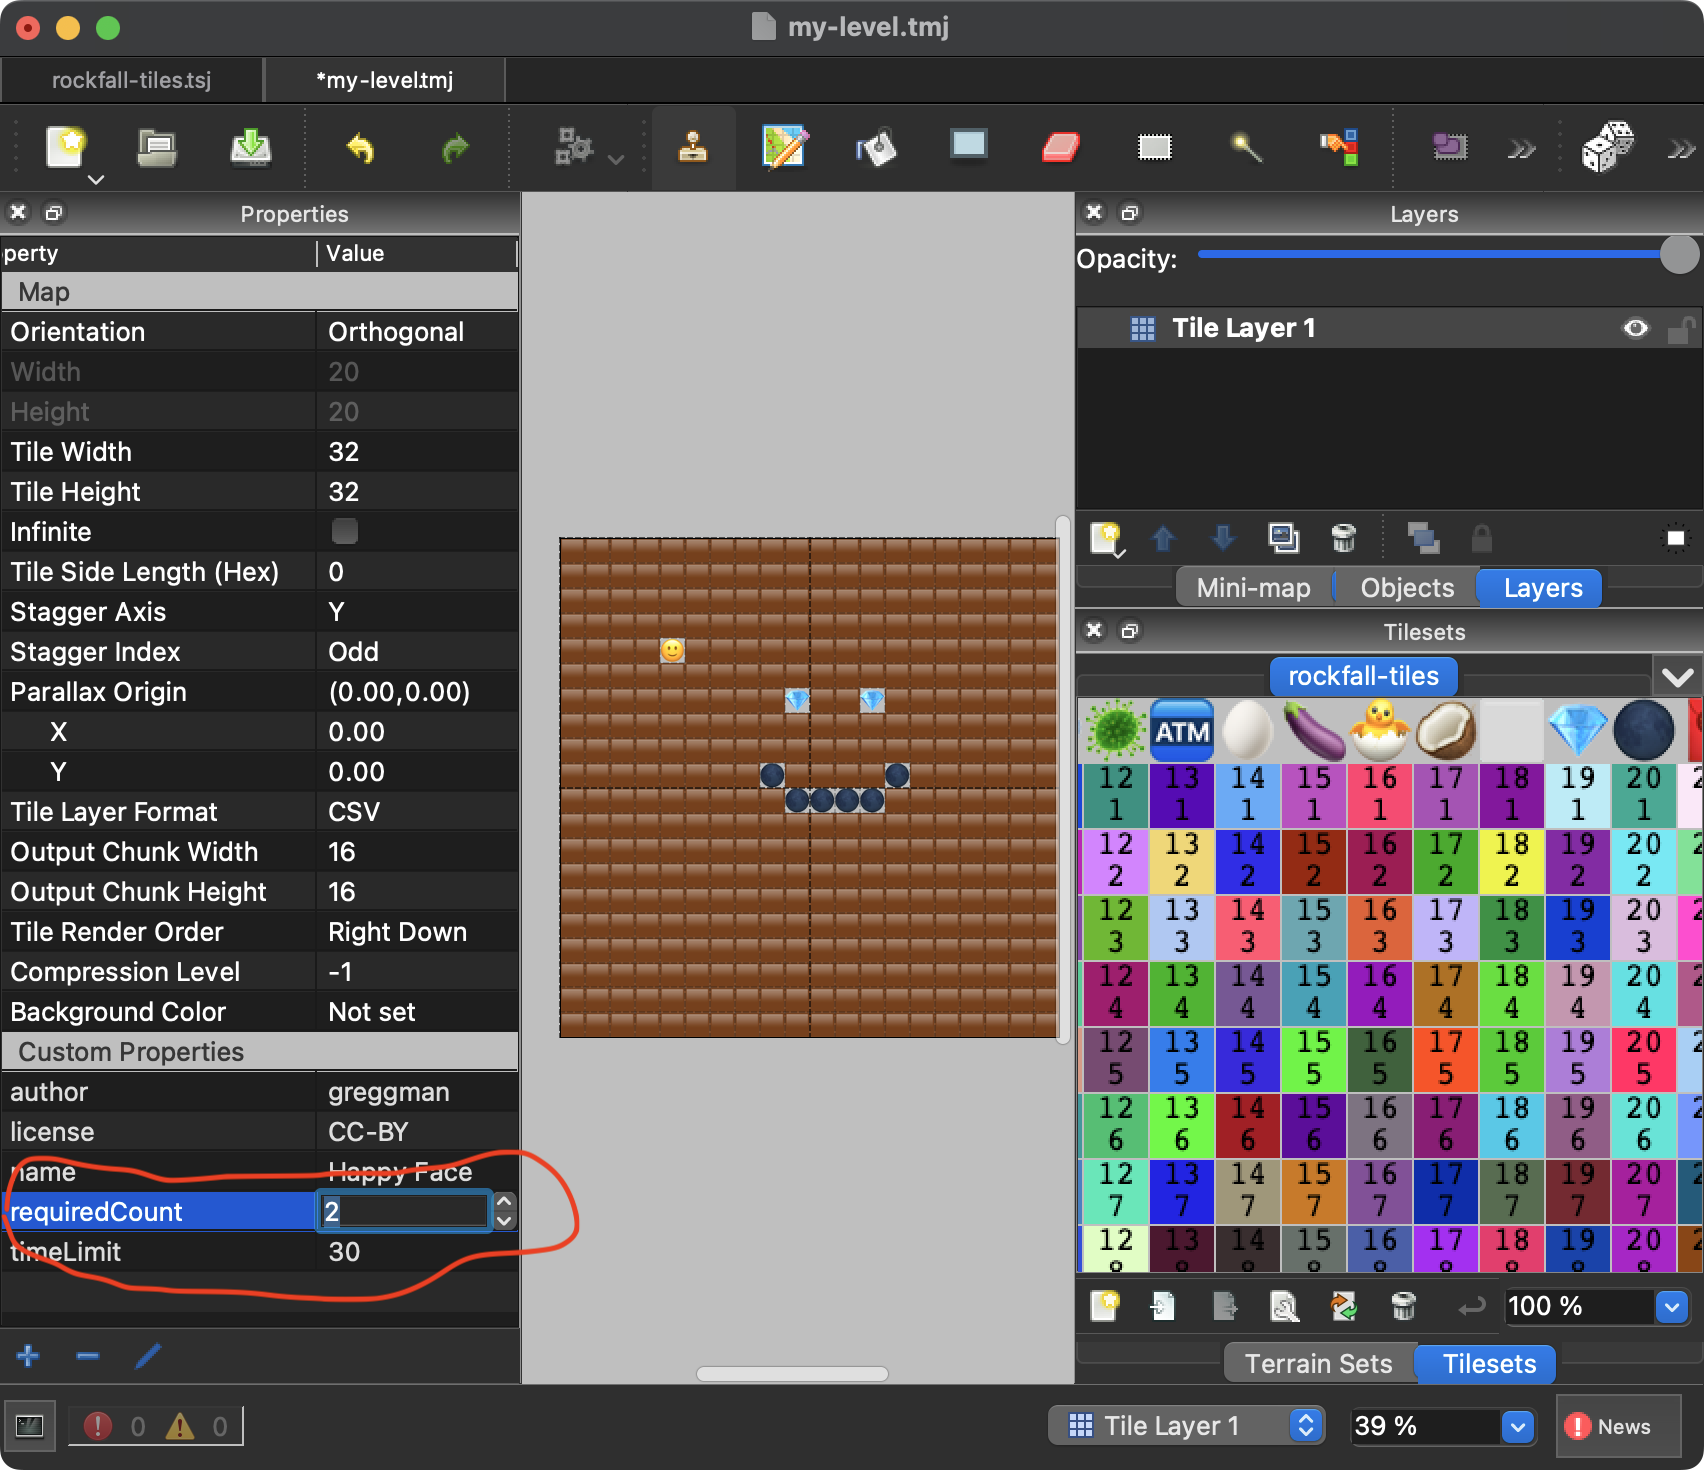 my-level.tmj
rockfall-tiles.tsj
*my-level.tmj
Properties
perty Value
Map
Orientation Orthogonal
Width 20
Height 20
Tile Width 32
Tile Height 32
Infinite
Tile Side Length (Hex) 0
Stagger Axis Y
Stagger Index Odd
Parallax Origin (0.00,0.00)
X 0.00
Y 0.00
Tile Layer Format CSV
Output Chunk Width 16
Output Chunk Height 16
Tile Render Order Right Down
Compression Level -1
Background Color Not set
Custom Properties
author greggman
license CC-BY
name Happy Face
requiredCount 2
timeLimit 30
Layers
Opacity:
Tile Layer 1
Mini-map Objects Layers
Tilesets
rockfall-tiles
ATM
12 13 14 15 16 17 18 19 20 2
1 1 1 1 1 1 1 1 1
12 13 14 15 16 17 18 19 20 2
2 2 2 2 2 2 2 2 2
12 13 14 15 16 17 18 19 20 2
3 3 3 3 3 3 3 3 3
12 13 14 15 16 17 18 19 20 2
4 4 4 4 4 4 4 4 4
12 13 14 15 16 17 18 19 20 2
5 5 5 5 5 5 5 5 5
12 13 14 15 16 17 18 19 20 2
6 6 6 6 6 6 6 6 6
12 13 14 15 16 17 18 19 20 2
7 7 7 7 7 7 7 7 7
12 13 14 15 16 17 18 19 20 2
100 %
Terrain Sets Tilesets
0 0
Tile Layer 1
39 %
News